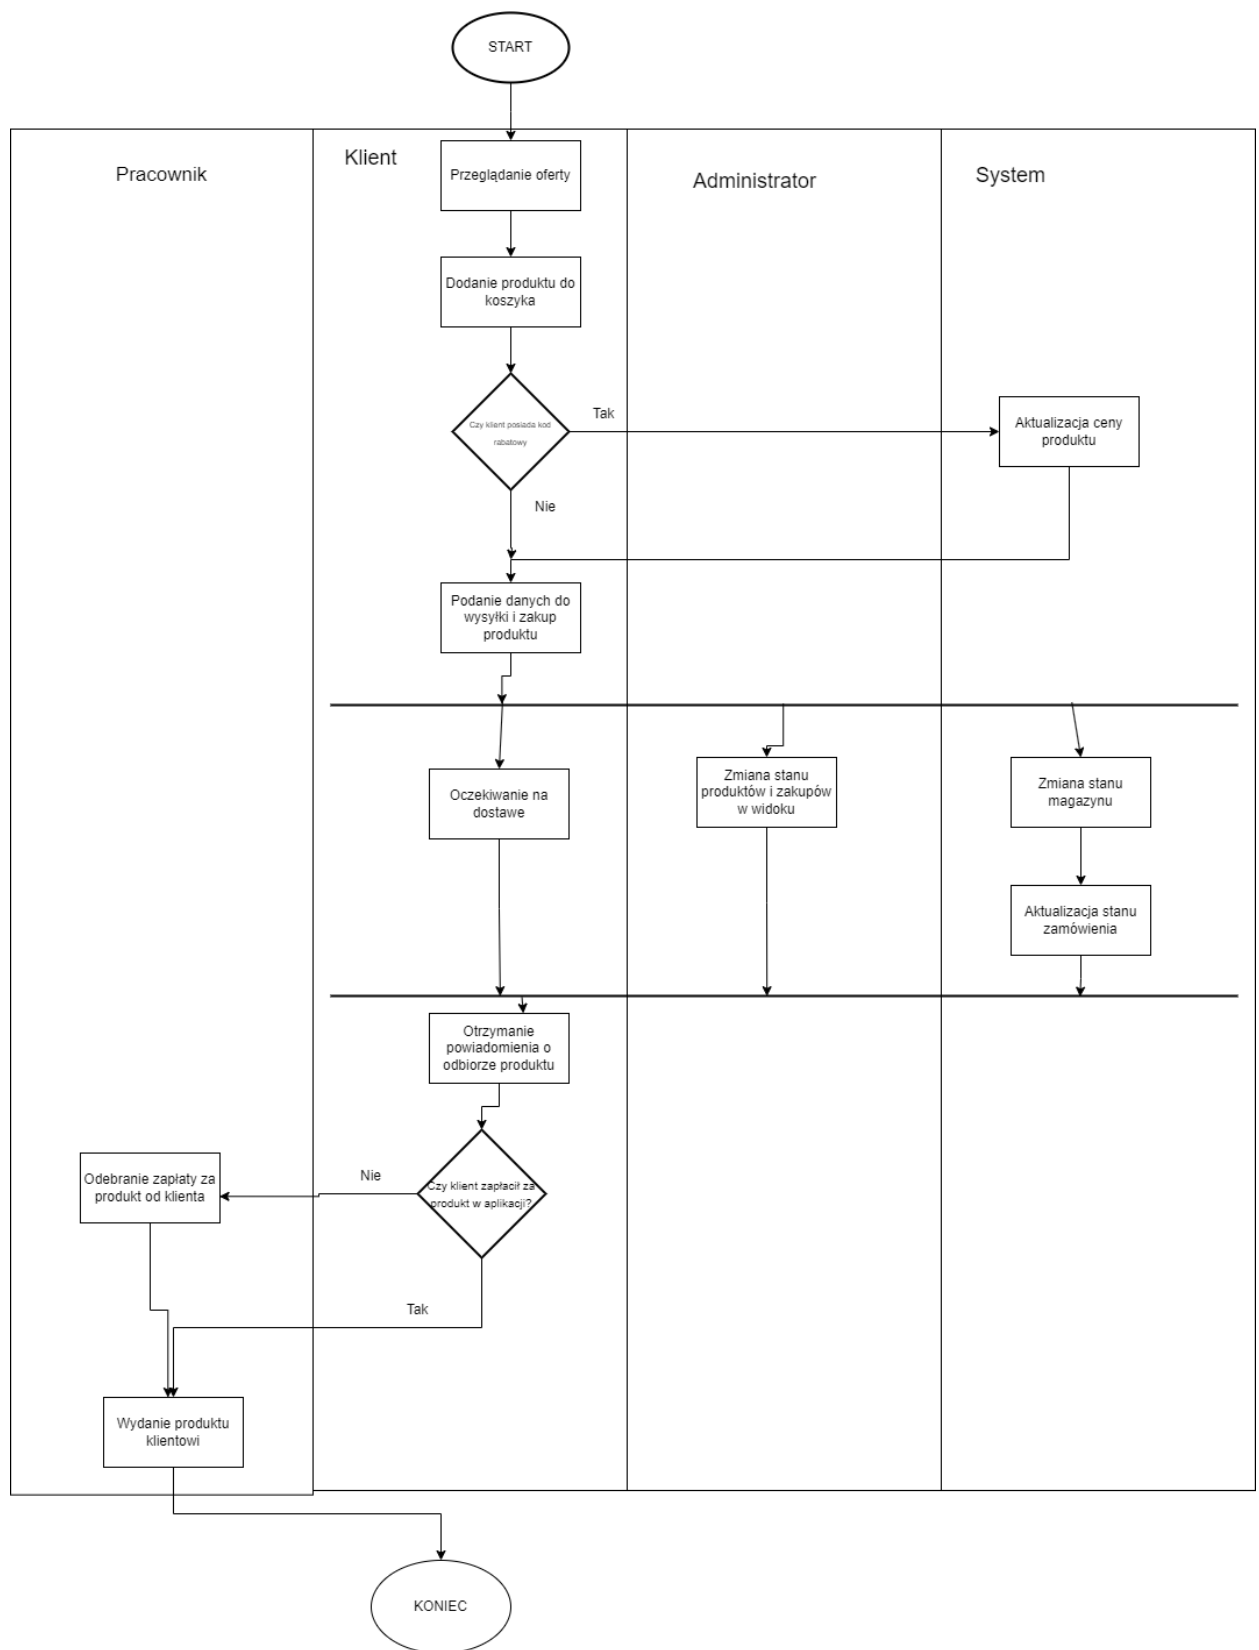 START
Pracownik
Klient
Administrator
System
Przeglądanie oferty
Dodanie produktu do
koszyka
Czy klient posiada kod
rabatowy
Tak
Nie
Aktualizacja ceny
produktu
Podanie danych do
wysyłki i zakup
produktu
Oczekiwanie na
dostawe
Zmiana stanu
produktów i zakupów
w widoku
Zmiana stanu
magazynu
Aktualizacja stanu
zamówienia
Otrzymanie
powiadomienia o
odbiorze produktu
Czy klient zapłacił za
produkt w aplikacji?
Nie
Odebranie zapłaty za
produkt od klienta
Tak
Wydanie produktu
klientowi
KONIEC